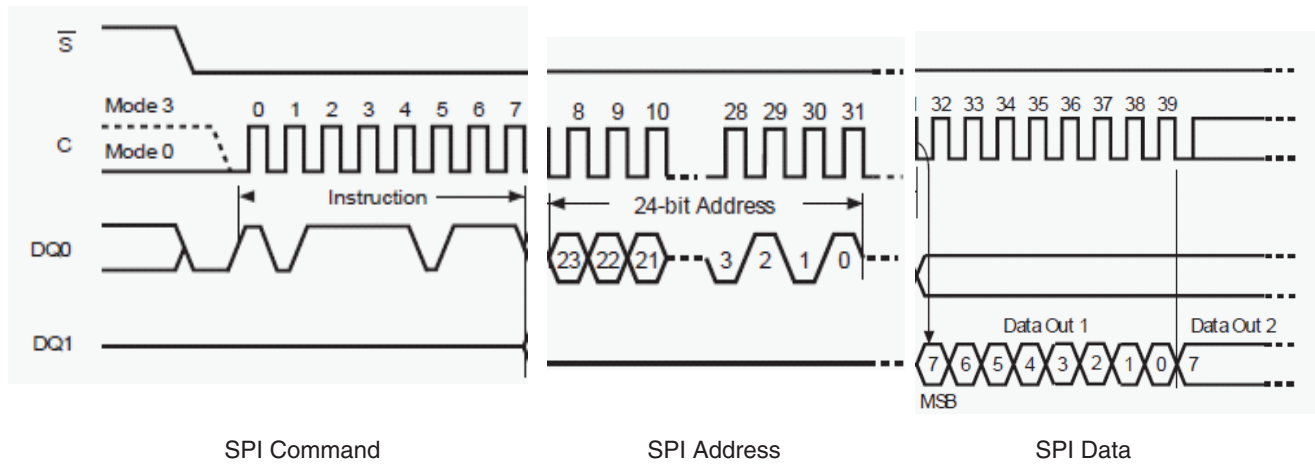 S
Mode 3
0 1 2 3 4 5 6 7
8 9 10 28 29 30 31
32 33 34 35 36 37 38 39
C
Mode 0
Instruction
24-bit Address
DQ0
23 22 21 3 2 1 0
Data Out 1
Data Out 2
DQ1
7 6 5 4 3 2 1 0 7
MSB
SPI Command
SPI Address
SPI Data